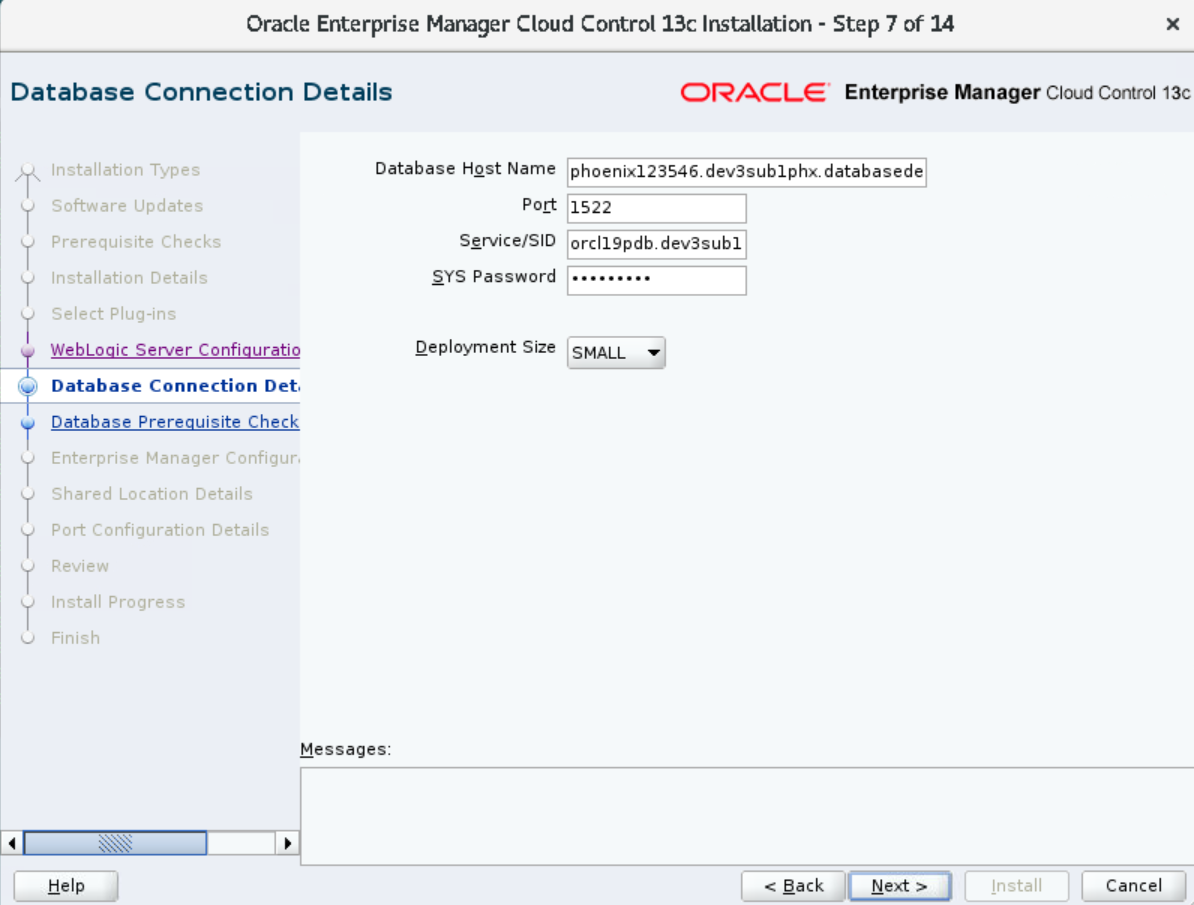 Oracle Enterprise Manager Cloud Control 13c Installation - Step 7 of 14
Database Connection Details
ORACLE Enterprise Manager Cloud Control 13c
Installation Types
Software Updates
Prerequisite Checks
Installation Details
Select Plug-ins
WebLogic Server Configuratio
Database Connection Deta
Database Prerequisite Check
Enterprise Manager Configura
Shared Location Details
Port Configuration Details
Review
Install Progress
Finish
Database Host Name phoenix123546.dev3sub1phx.databasede
Port 1522
Service/SID orcl19pdb.dev3sub1
SYS Password •••••••••
Deployment Size SMALL
Messages:
Help
< Back Next > Install Cancel